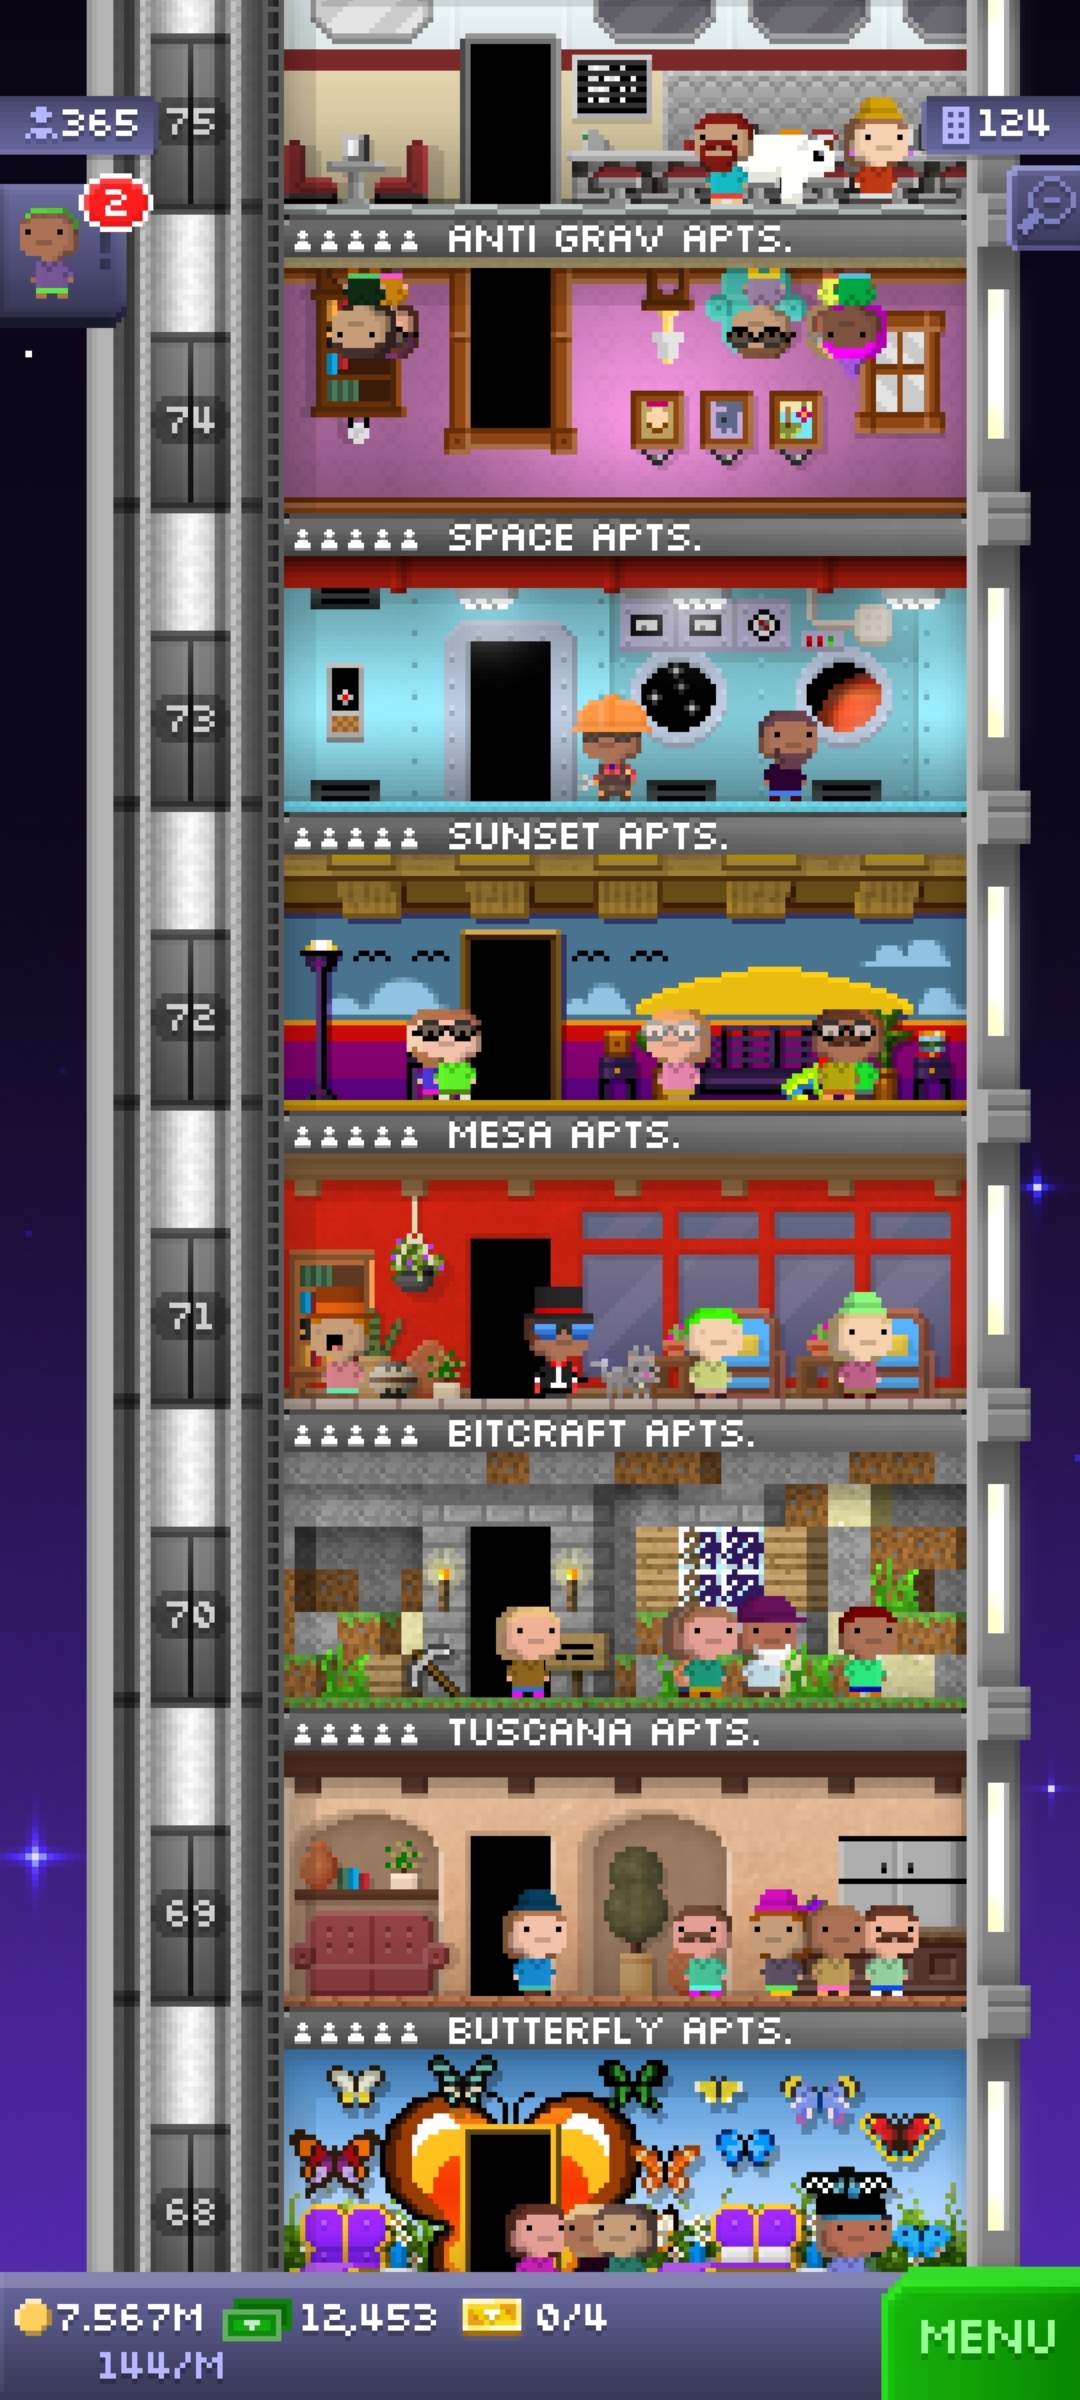 75
365
124
2
ANTI GRAV APTS.
74
SPACE APTS.
73
SUNSET APTS.
72
MESA APTS.
71
BITCRAFT APTS.
70
TUSCANA APTS.
69
BUTTERFLY APTS.
68
7.567M 12,453 0/4
144/M
MENU